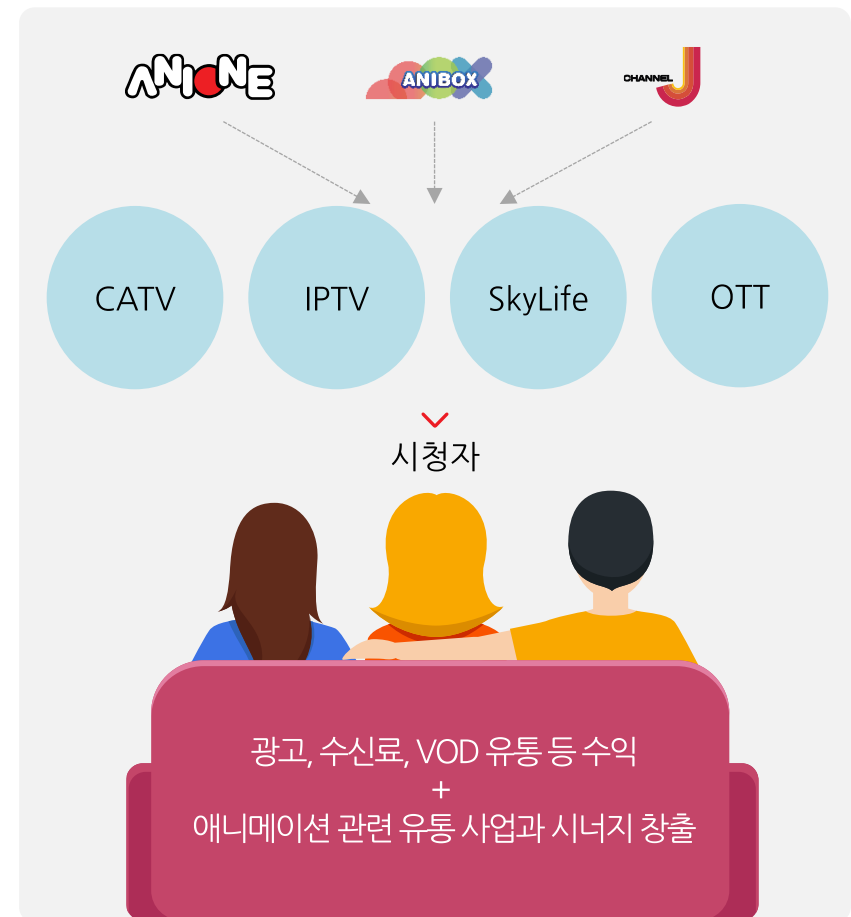 ANIONE
ANIBOX
CHANNEL J
CATV
IPTV
SkyLife
OTT
시청자
광고, 수신료, VOD 유통 등 수익
+
애니메이션 관련 유통 사업과 시너지 창출